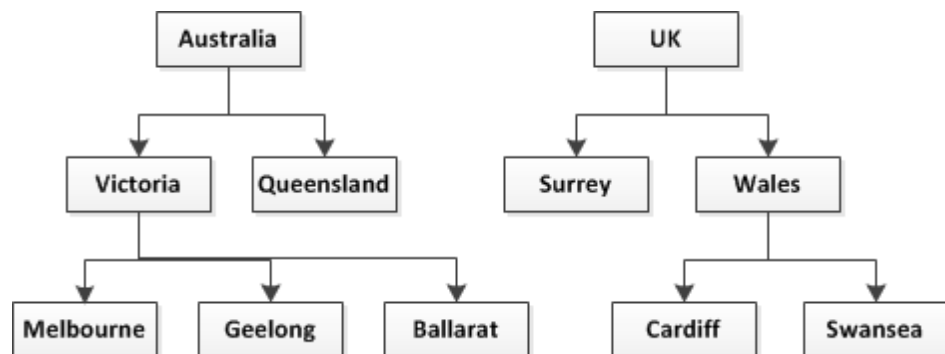 Australia
UK
Victoria
Queensland
Surrey
Wales
Melbourne
Geelong
Ballarat
Cardiff
Swansea